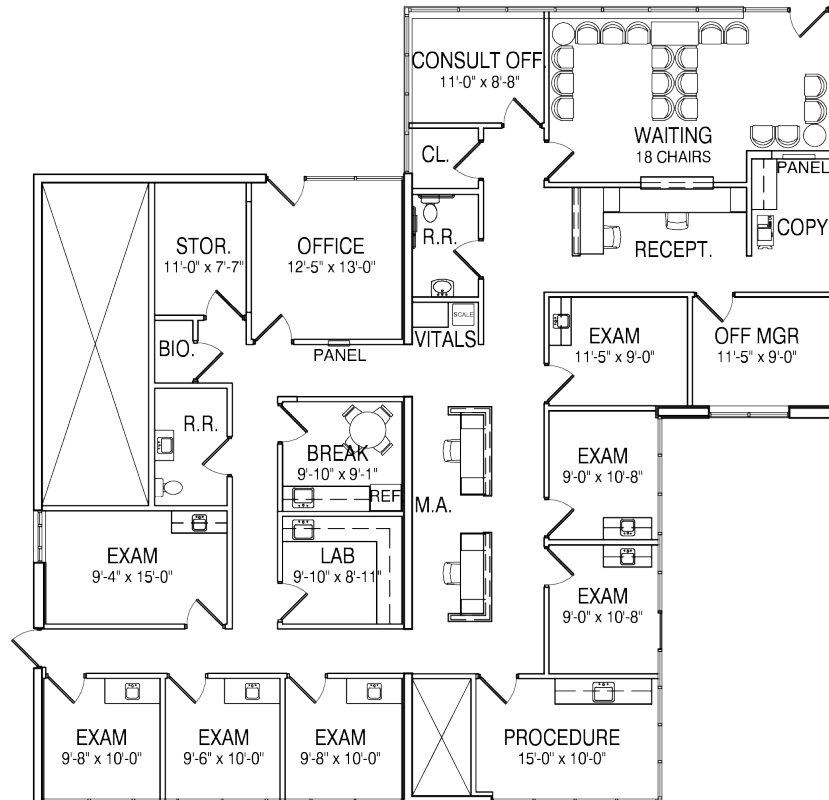 CONSULT OFF.
11'-0" x 8'-8"
WAITING
18 CHAIRS
CL.
PANEL
COPY
R.R.
RECEPT.
STOR.
11'-0" x 7'-7"
OFFICE
12'-5" x 13'-0"
SCALE
VITALS
PANEL
BIO.
EXAM
11'-5" x 9'-0"
OFF MGR
11'-5" x 9'-0"
R.R.
BREAK
9'-10" x 9'-1"
REF
M.A.
EXAM
9'-0" x 10'-8"
EXAM
9'-4" x 15'-0"
LAB
9'-10" x 8'-11"
EXAM
9'-0" x 10'-8"
EXAM
9'-8" x 10'-0"
EXAM
9'-6" x 10'-0"
EXAM
9'-8" x 10'-0"
PROCEDURE
15'-0" x 10'-0"